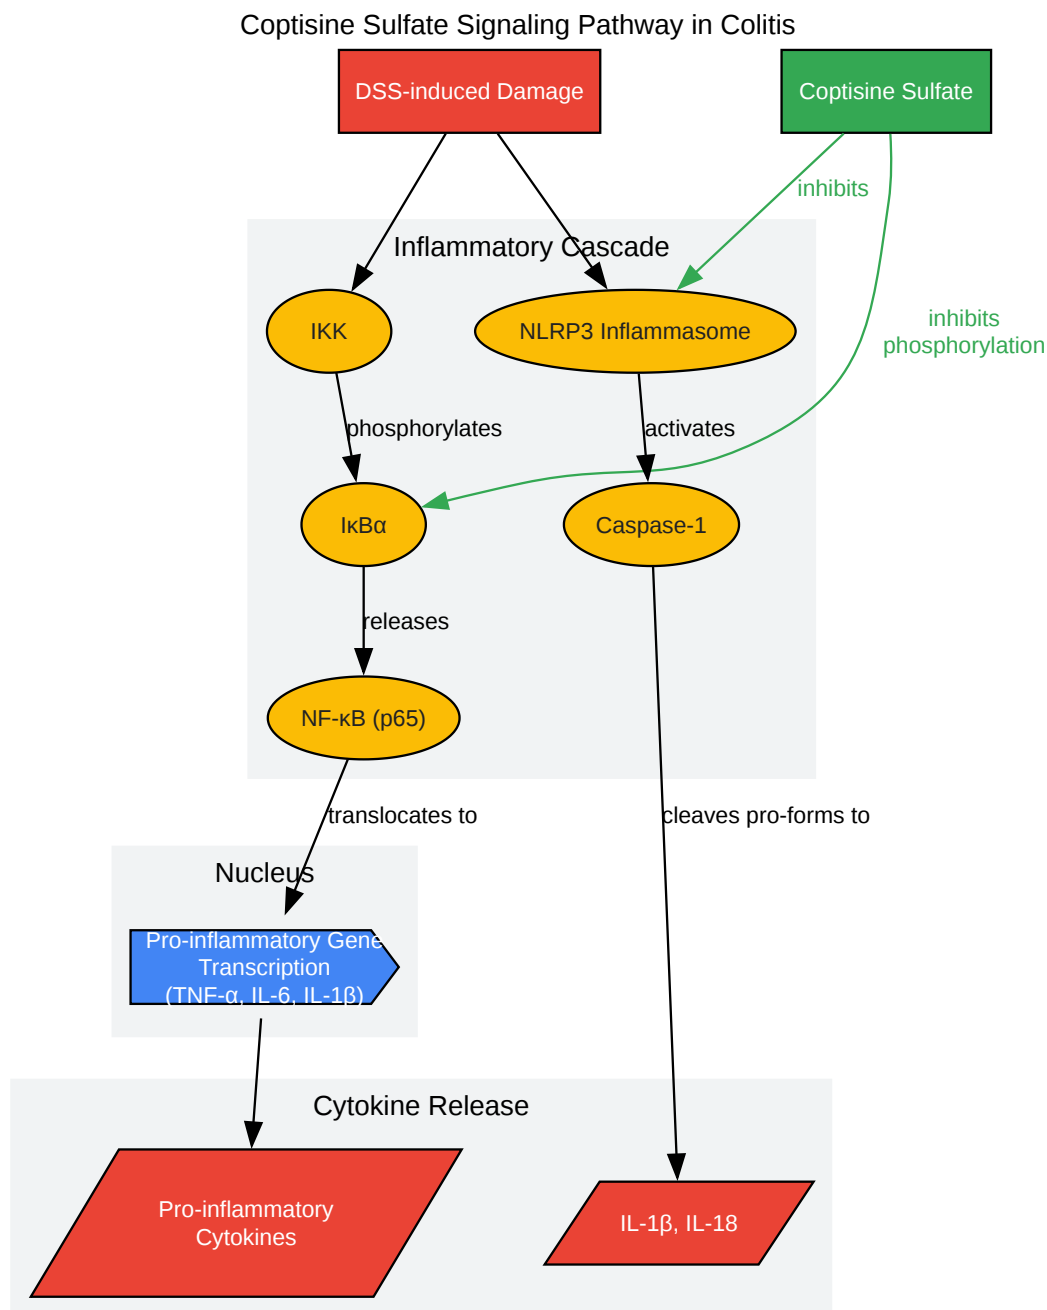 Coptisine Sulfate Signaling Pathway in Colitis
DSS-induced Damage
Coptisine Sulfate
inhibits
Inflammatory Cascade
inhibits
phosphorylation
IKK
NLRP3 Inflammasome
phosphorylates
activates
IκBα
Caspase-1
releases
NF-κB (p65)
translocates to
cleaves pro-forms to
Nucleus
Pro-inflammatory Gene
Transcription
(TNF-α, IL-6, IL-1β)
Cytokine Release
Pro-inflammatory
Cytokines
IL-1β, IL-18